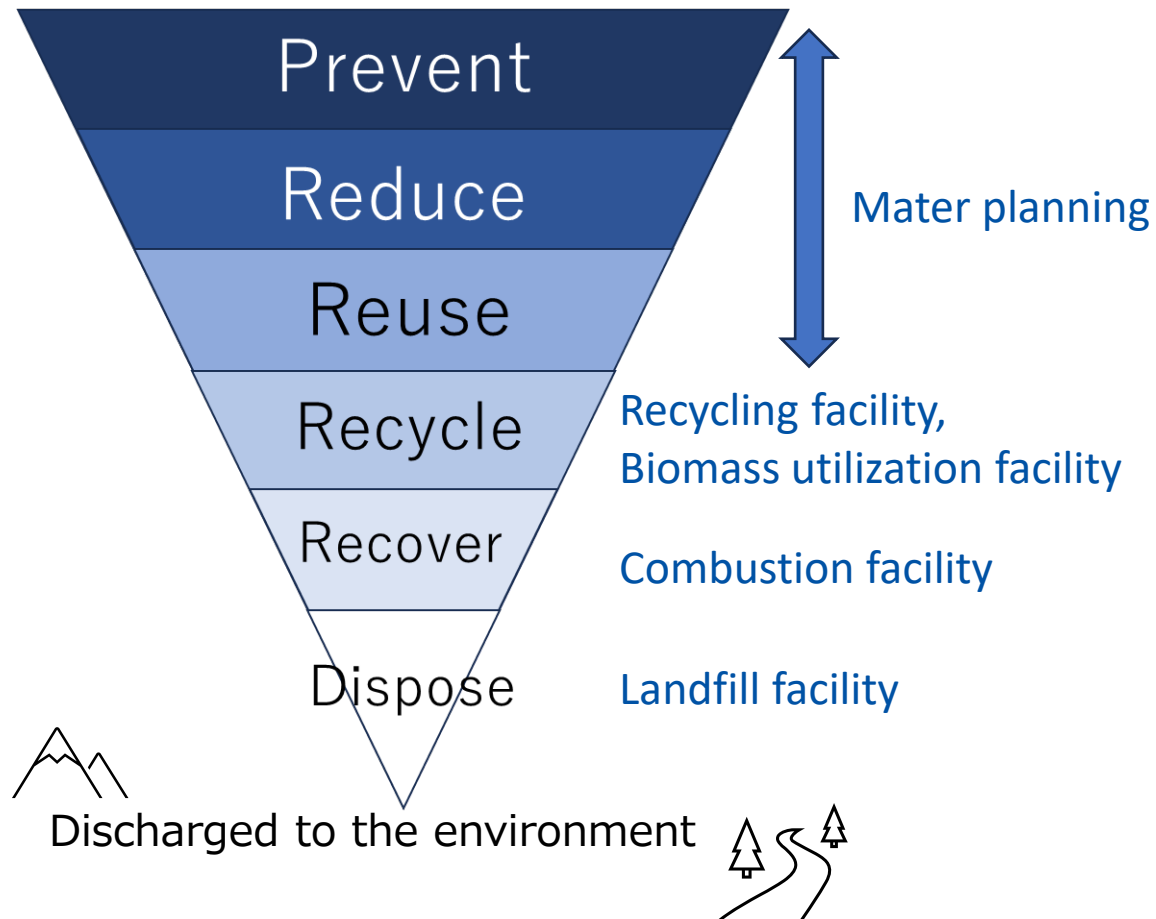 Prevent
Reduce
Mater planning
Reuse
Recycle
Recycling facility,
Biomass utilization facility
Recover
Combustion facility
Dispose
Landfill facility
Discharged to the environment